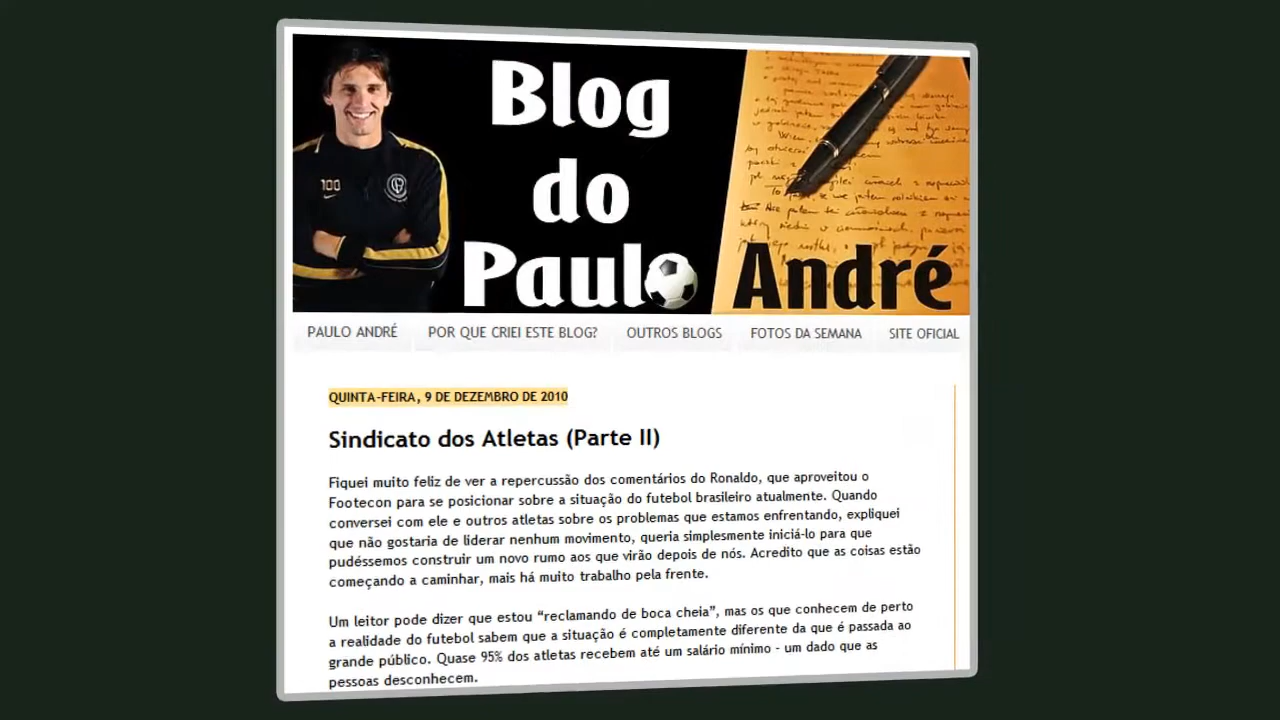 Blog
do
Paulo
André
100
PAULO ANDRÉ POR QUE CRIEI ESTE BLOG? OUTROS BLOGS FOTOS DA SEMANA SITE OFICIAL
QUINTA-FEIRA, 9 DE DEZEMBRO DE 2010
Sindicato dos Atletas (Parte II)
Fiquei muito feliz de ver a repercussão dos comentários do Ronaldo, que aproveitou o
Footecon para se posicionar sobre a situação do futebol brasileiro atualmente. Quando
conversei com ele e outros atletas sobre os problemas que estamos enfrentando, expliquei
que não gostaria de liderar nenhum movimento, queria simplesmente iniciá-lo para que
pudéssemos construir um novo rumo aos que virão depois de nós. Acredito que as coisas estão
começando a caminhar, mais há muito trabalho pela frente.
Um leitor pode dizer que estou “reclamando de boca cheia”, mas os que conhecem de perto
a realidade do futebol sabem que a situação é completamente diferente da que é passada ao
grande público. Quase 95% dos atletas recebem até um salário mínimo - um dado que as
pessoas desconhecem.